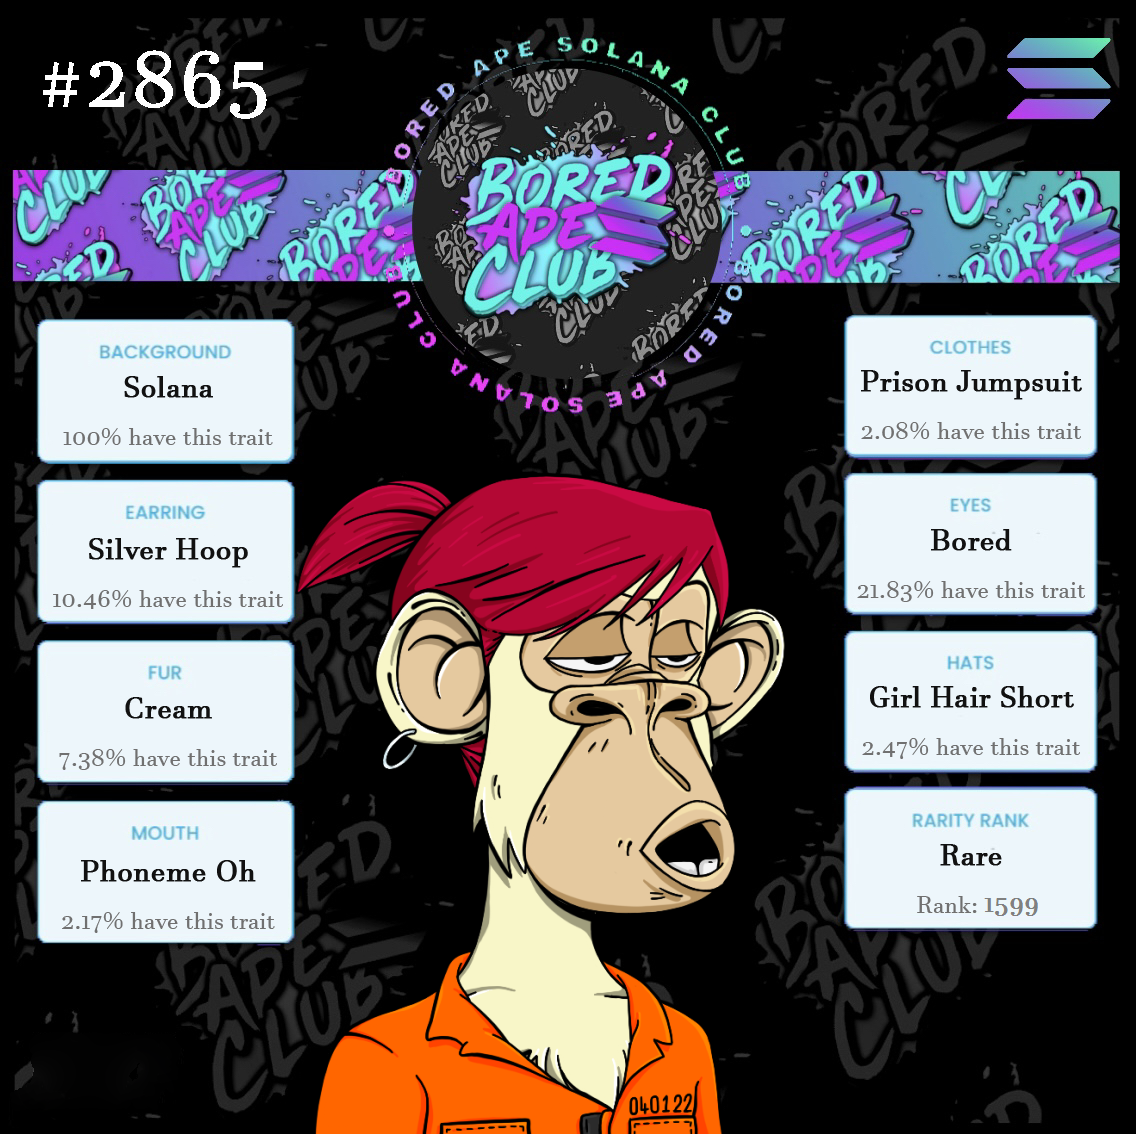 #2865
BORED APE SOLANA CLUB
BORED
APE
CLUB
BORED APE SOLANA CLUB
BACKGROUND
Solana
100% have this trait
EARRING
Silver Hoop
10.46% have this trait
FUR
Cream
7.38% have this trait
MOUTH
Phoneme Oh
2.17% have this trait
CLOTHES
Prison Jumpsuit
2.08% have this trait
EYES
Bored
21.83% have this trait
HATS
Girl Hair Short
2.47% have this trait
RARITY RANK
Rare
Rank: 1599
040122